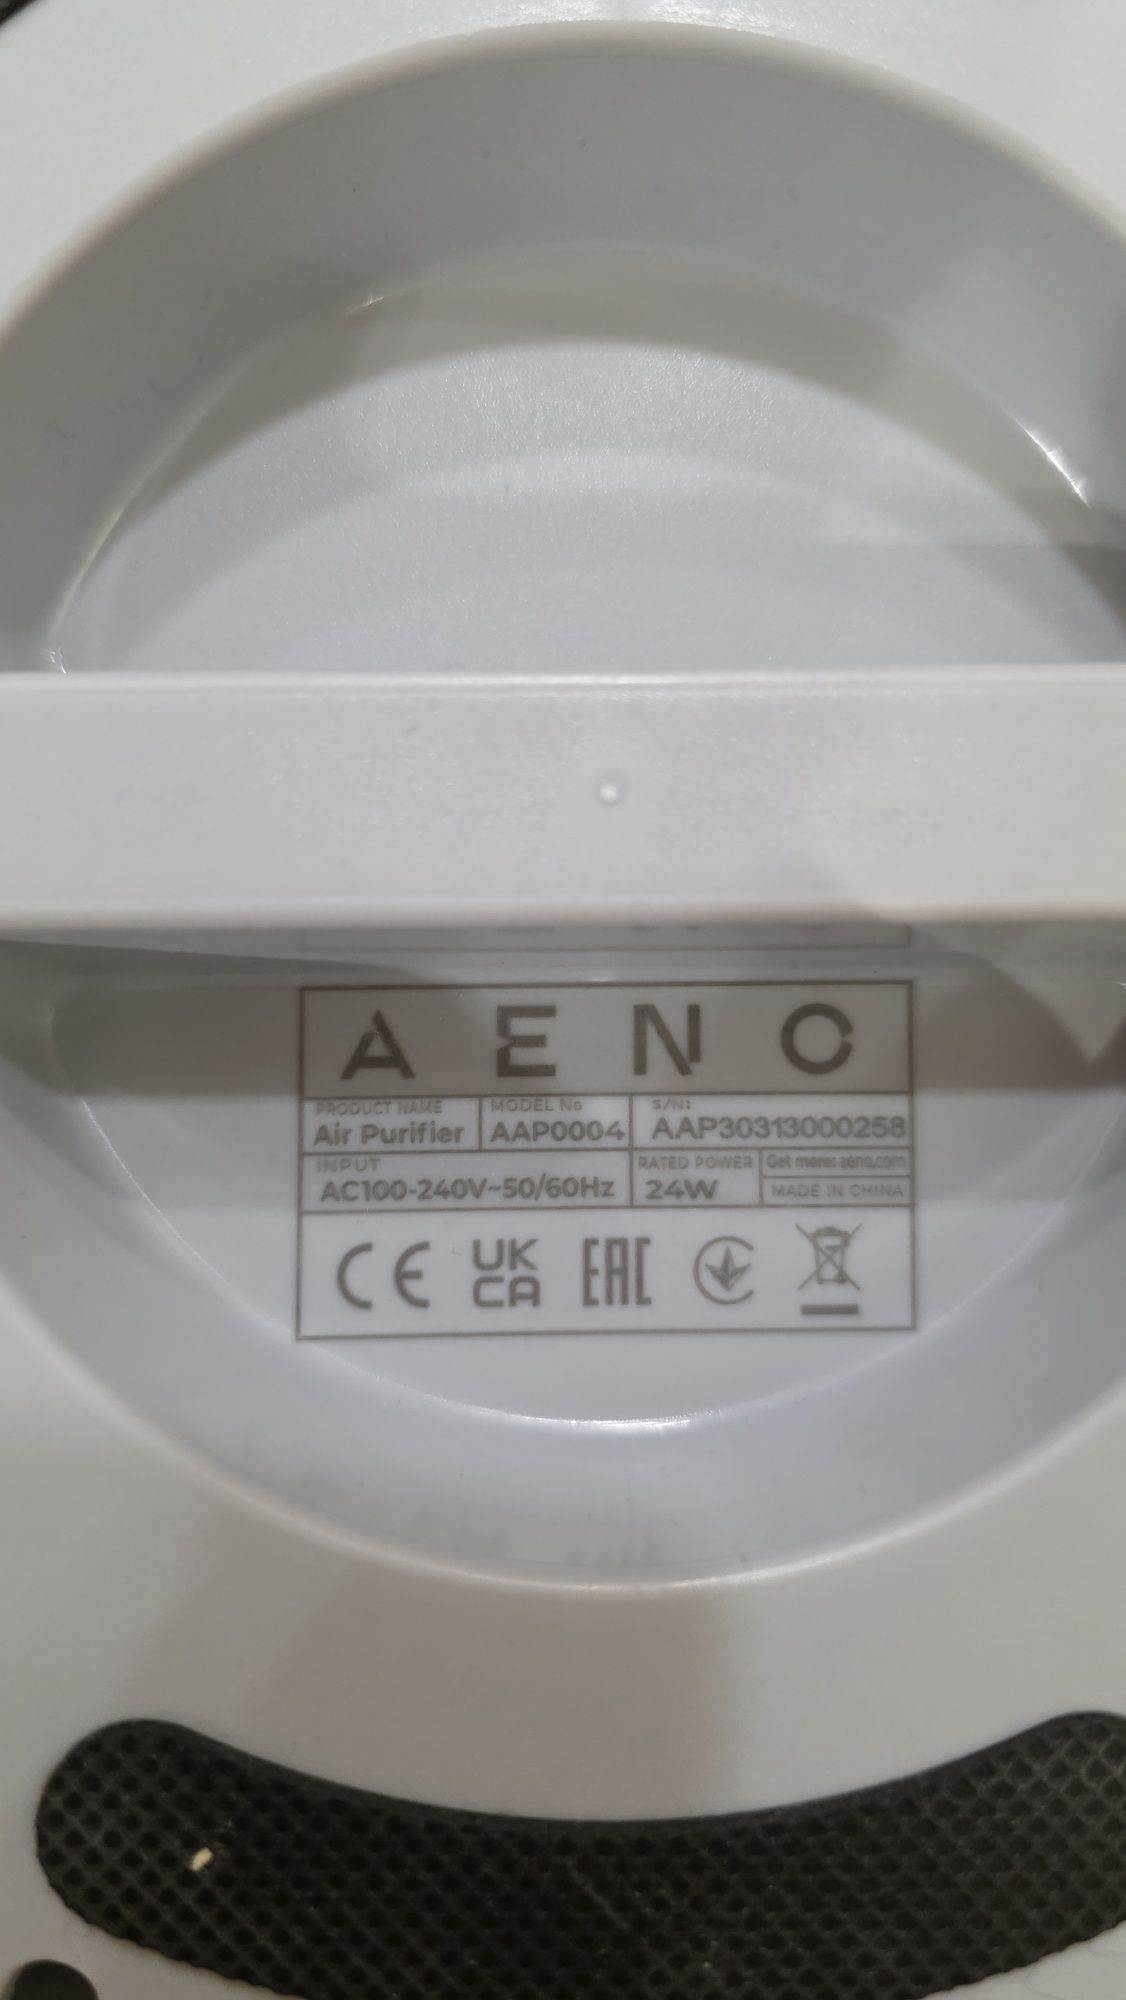 AENO
PRODUCT NAME
Air Purifier
MODEL No
AAP0004
S/N:
AAP30313000258
INPUT
AC100-240V~50/60Hz
RATED POWER
24W
Get more: aeno.com
MADE IN CHINA
CE UK CA EAC